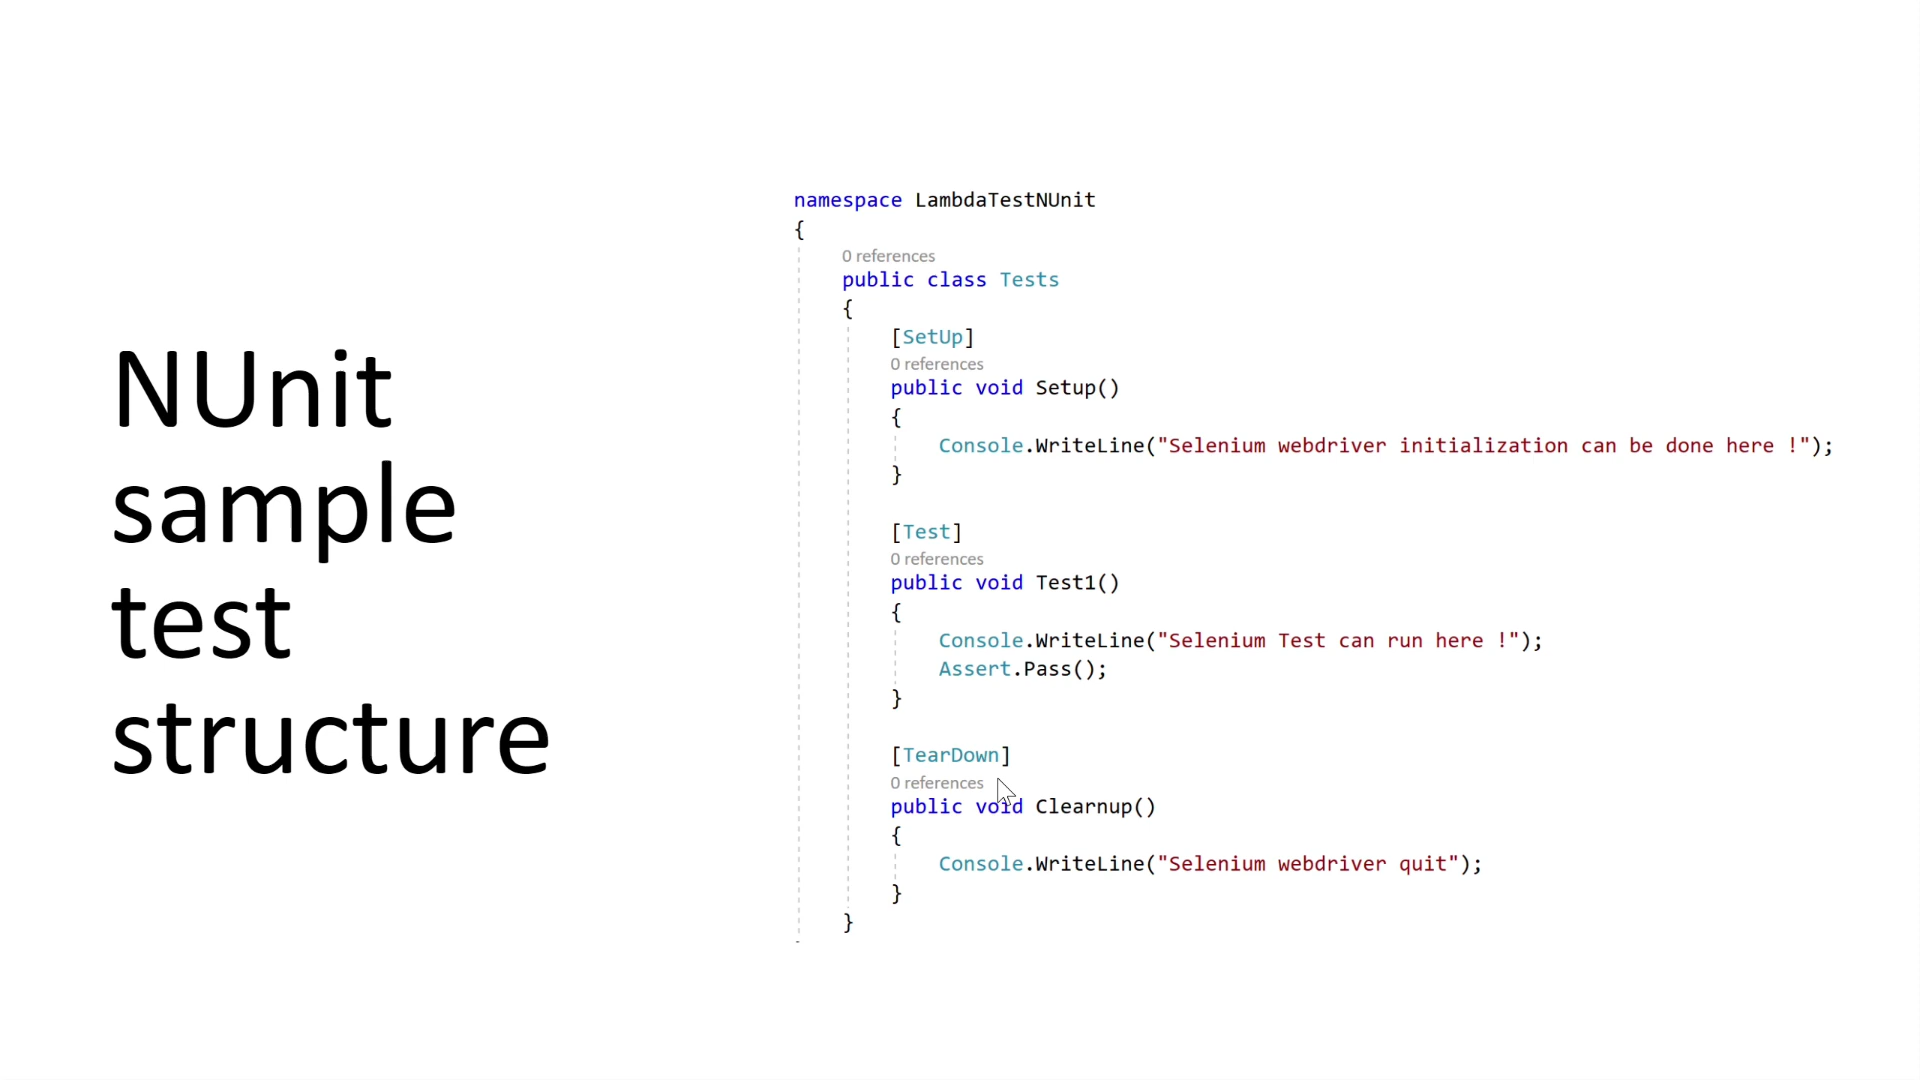 NUnit
sample
test
structure
namespace LambdaTestNUnit
{
0 references
public class Tests
{
[SetUp]
0 references
public void Setup()
{
Console.WriteLine("Selenium webdriver initialization can be done here !");
}
[Test]
0 references
public void Test1()
{
Console.WriteLine("Selenium Test can run here !");
Assert.Pass();
}
[TearDown]
0 references
public void Clearnup()
{
Console.WriteLine("Selenium webdriver quit");
}
}